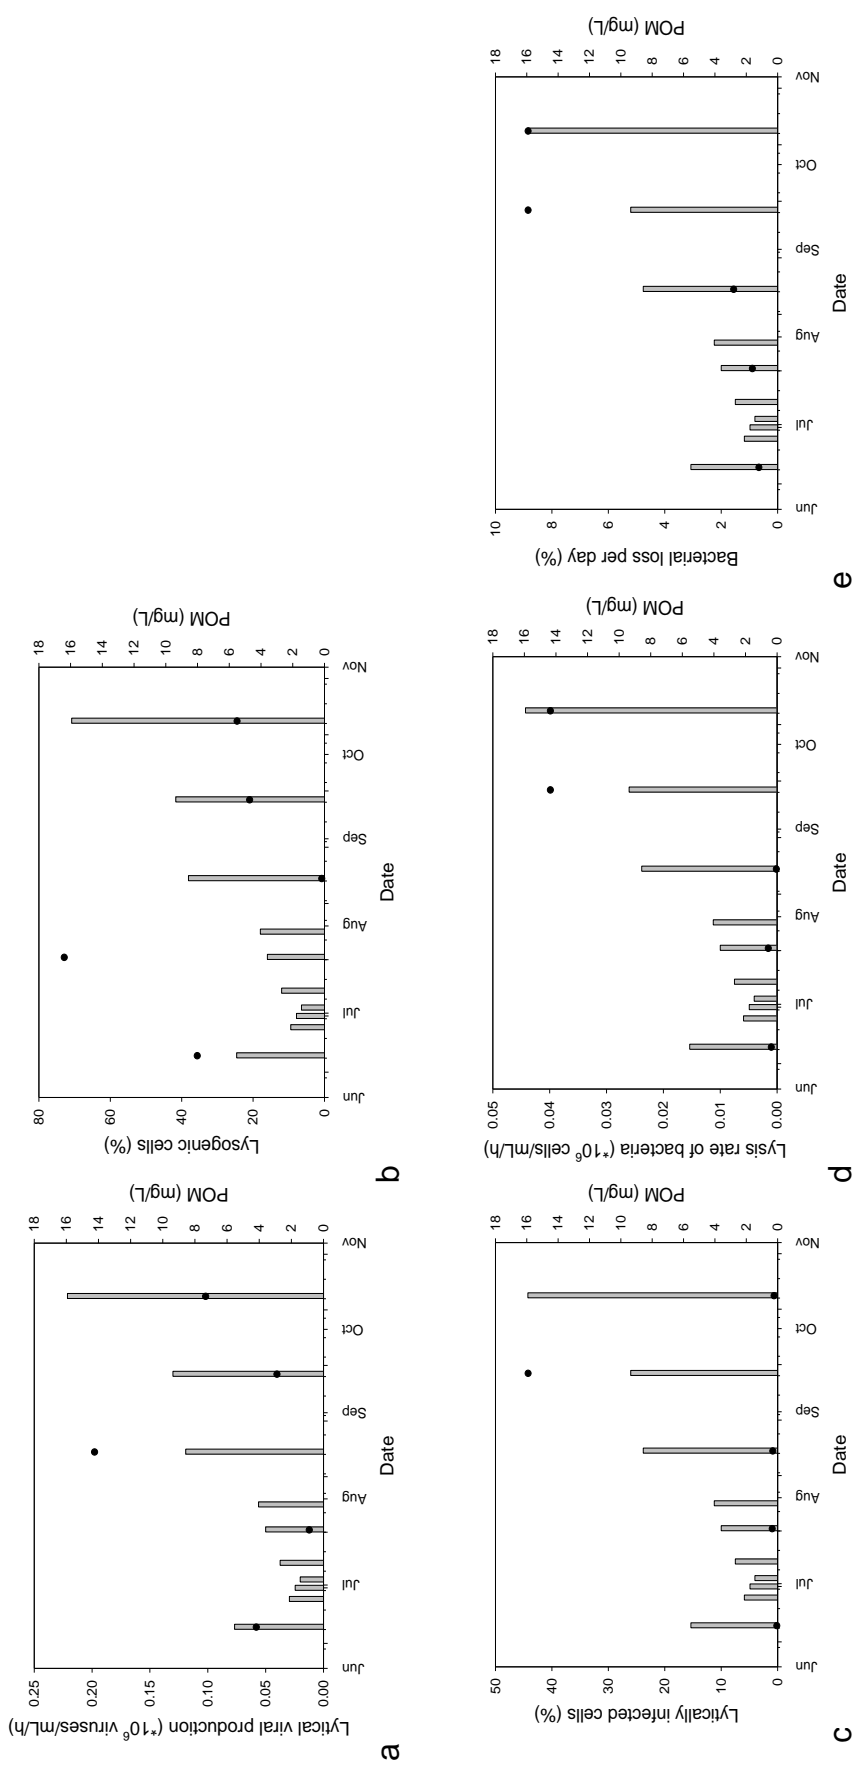 a
Lytical viral production (*10⁶ viruses/mL/h)
0.25
0.20
0.15
0.10
0.05
0.00
Jun
Jul
Aug
Sep
Oct
Nov
Date
18
16
14
12
10
8
6
4
2
0
POM (mg/L)
b
Lysogenic cells (%)
80
60
40
20
0
Jun
Jul
Aug
Sep
Oct
Nov
Date
18
16
14
12
10
8
6
4
2
0
POM (mg/L)
c
Lytically infected cells (%)
50
40
30
20
10
0
Jun
Jul
Aug
Sep
Oct
Nov
Date
18
16
14
12
10
8
6
4
2
0
POM (mg/L)
d
Lysis rate of bacteria (*10⁶ cells/mL/h)
0.05
0.04
0.03
0.02
0.01
0.00
Jun
Jul
Aug
Sep
Oct
Nov
Date
18
16
14
12
10
8
6
4
2
0
POM (mg/L)
e
Bacterial loss per day (%)
10
8
6
4
2
0
Jun
Jul
Aug
Sep
Oct
Nov
Date
18
16
14
12
10
8
6
4
2
0
POM (mg/L)